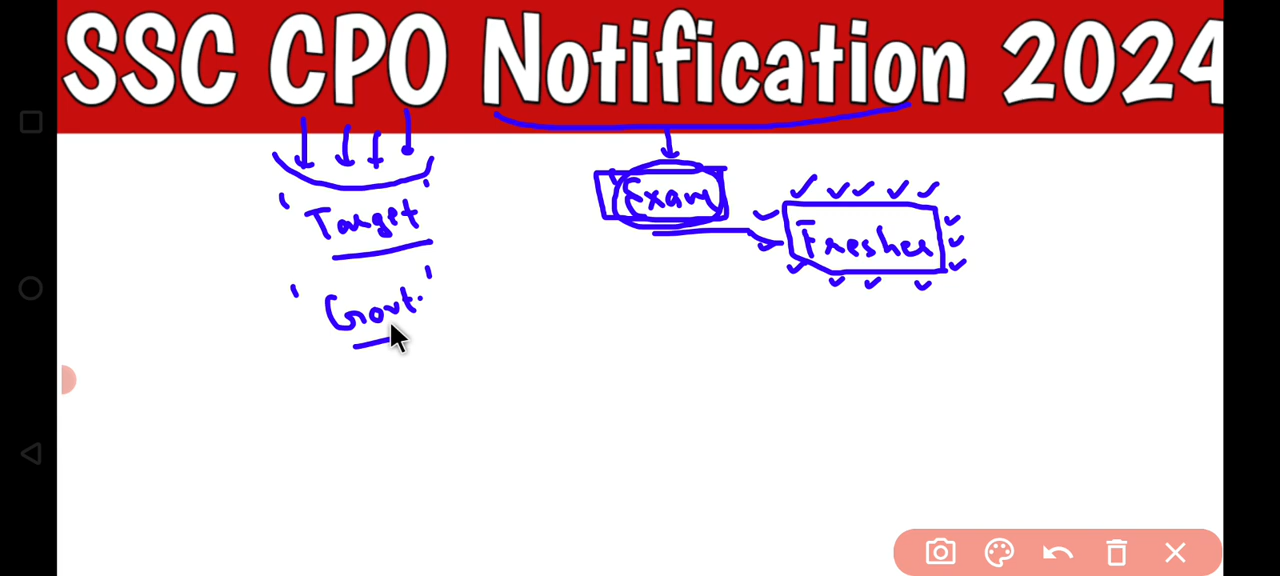 SSC CPO Notification 2024
Target
Exam
Fresher
Govt.